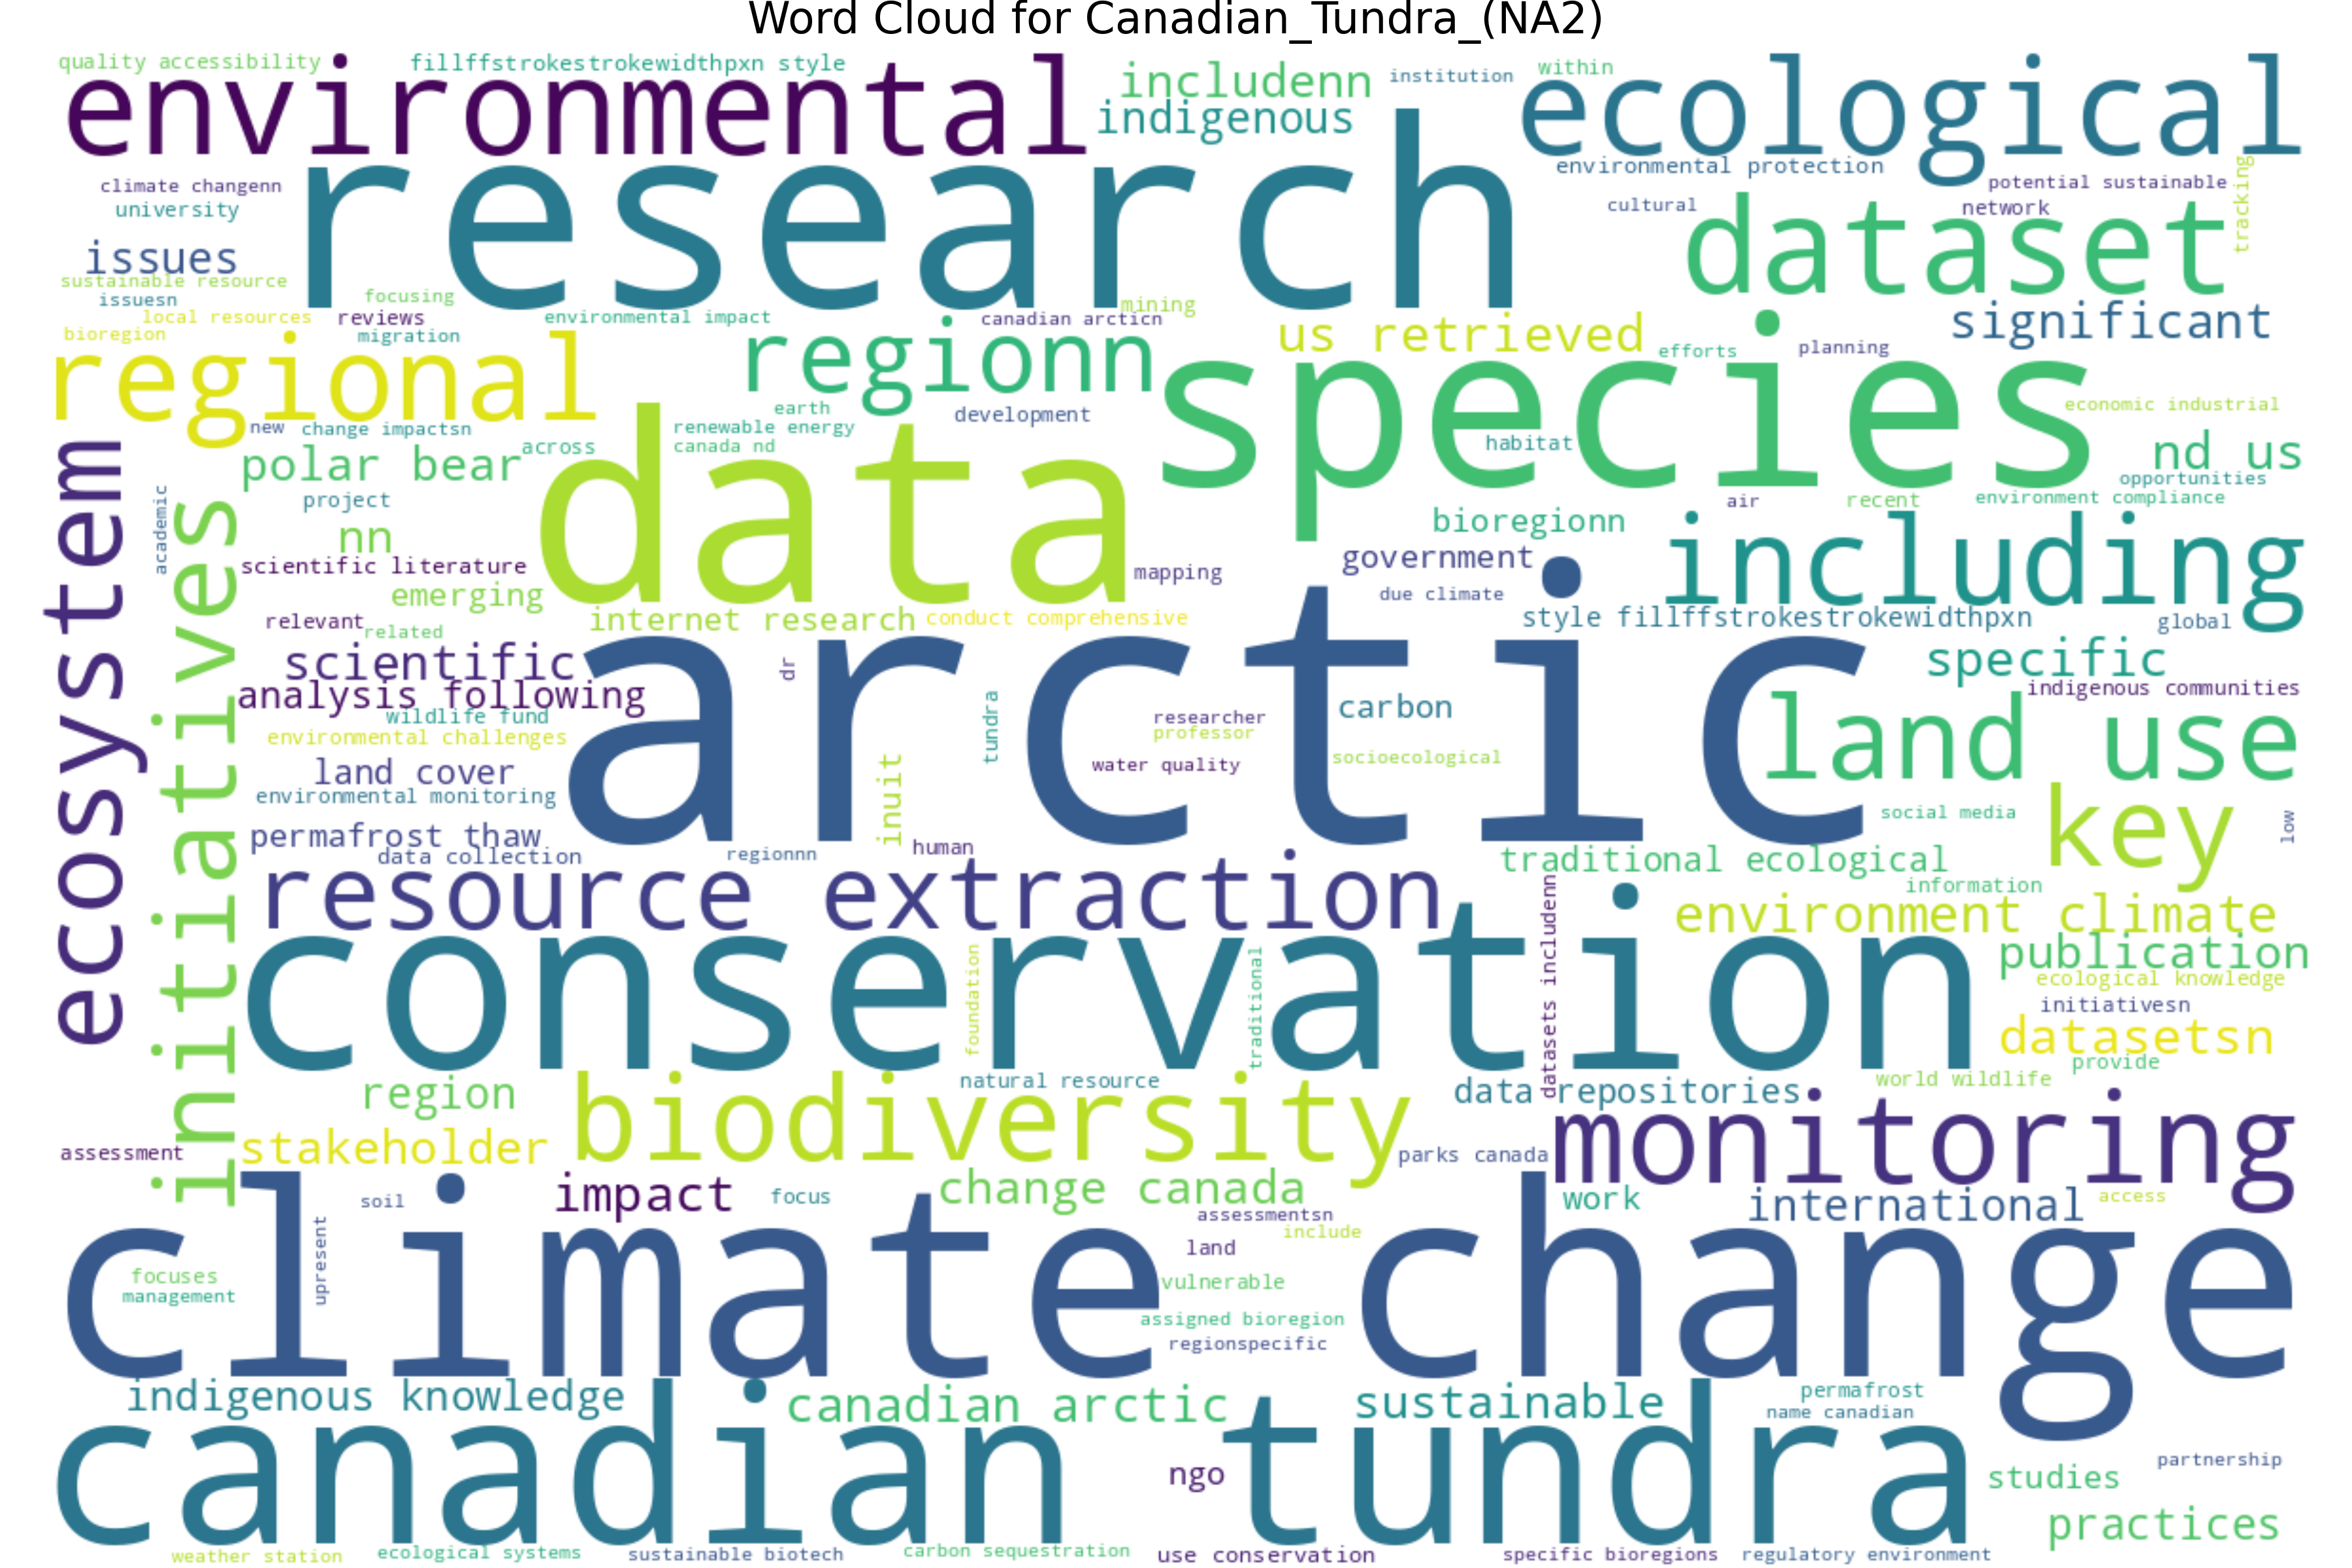 Word Cloud for Canadian_Tundra_(NA2)
quality accessibility
fillffstrokestrokewidthpxn style
environmental
includenn
institution
within
indigenous
ecological
research
environmental protection
climate changenn
potential sustainable
tracking
university
cultural
network
dataset
issues
sustainable resource
issuesn
focusing
mining
local resources
reviews
environmental impact
canadian arcticn
significant
bioregion
migration
us retrieved
regional
regionn
efforts
planning
species
earth
development
economic industrial
new
change impactsn
renewable energy
across
canada nd
habitat
nd us
polar bear
data
opportunities
project
academic
air
recent
environment compliance
ecosystem
initiatives
nn
bioregionn
including
scientific literature
mapping
government
emerging
due climate
internet research
conduct comprehensive
style fillffstrokestrokewidthpxn
relevant
related
global
scientific
dr
arctic
specific
analysis following
indigenous communities
wildlife fund
tundra
researcher
carbon
land use
environmental challenges
professor
land cover
inuit
water quality
socioecological
environmental monitoring
key
social media
low
permafrost thaw
data collection
regionnn
human
traditional ecological
resource extraction
information
datasets includenn
environment climate
conservation
publication
foundation
traditional
ecological knowledge
initiativesn
datasetsn
provide
region
natural resource
data repositories
world wildlife
biodiversity
monitoring
stakeholder
assessment
parks canada
climate change
soil
impact
focus
change canada
work
international
access
upresent
assessmentsn
include
land
focuses
vulnerable
management
assigned bioregion
regionspecific
indigenous knowledge
canadian arctic
sustainable
permafrost
name canadian
canadian tundra
ngo
partnership
studies
practices
weather station
ecological systems
sustainable biotech
carbon sequestration
use conservation
specific bioregions
regulatory environment